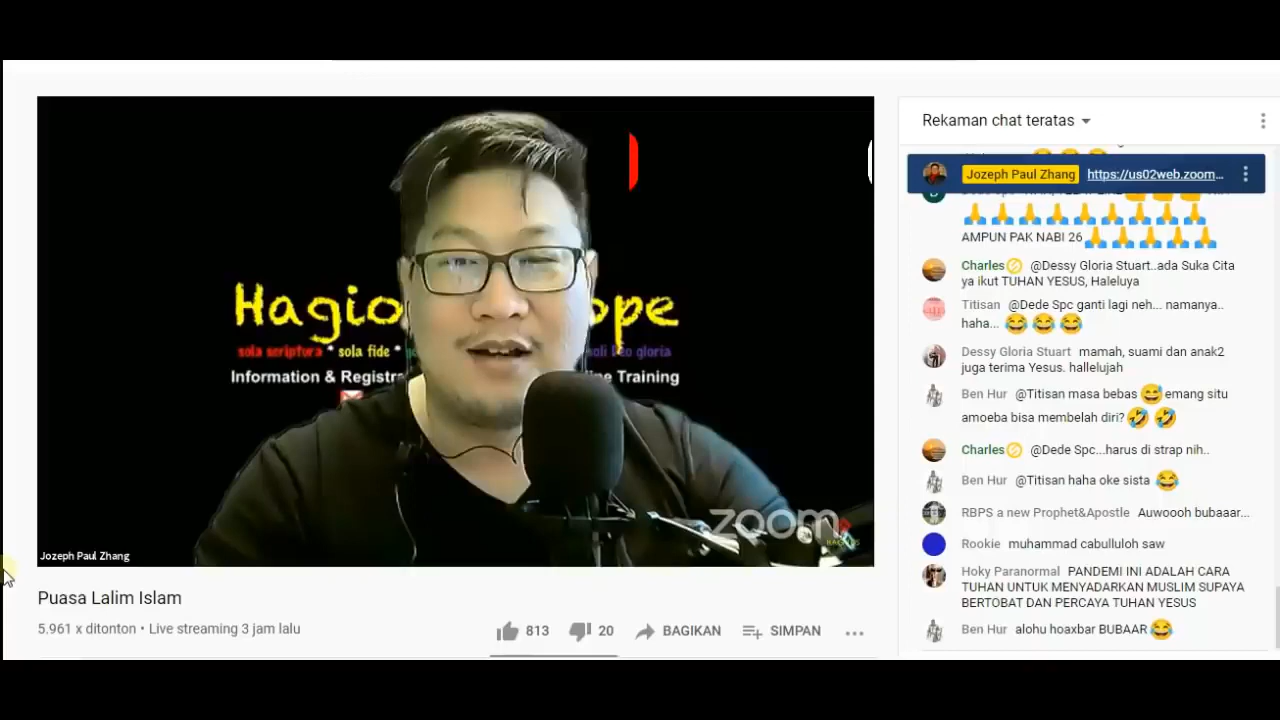 Hagio
ope
sola scriptura * sola fide *
soli deo gloria
Information & Registra
ine Training
zoom
Jozeph Paul Zhang
Puasa Lalim Islam
5.961 x ditonton • Live streaming 3 jam lalu
813
20
BAGIKAN
SIMPAN
Rekaman chat teratas
Jozeph Paul Zhang https://us02web.zoom...
🙏🙏🙏🙏🙏🙏🙏🙏🙏
AMPUN PAK NABI 26🙏🙏🙏🙏🙏
Charles @Dessy Gloria Stuart..ada Suka Cita
ya ikut TUHAN YESUS, Haleluya
Titisan @Dede Spc ganti lagi neh... namanya..
haha... 😂😂😂
Dessy Gloria Stuart mamah, suami dan anak2
juga terima Yesus. hallelujah
Ben Hur @Titisan masa bebas 😅 emang situ
amoeba bisa membelah diri? 🤣🤣
Charles @Dede Spc...harus di strap nih..
Ben Hur @Titisan haha oke sista 😂
RBPS a new Prophet&Apostle Auwoooh bubaaar...
Rookie muhammad cabulluloh saw
Hoky Paranormal PANDEMI INI ADALAH CARA
TUHAN UNTUK MENYADARKAN MUSLIM SUPAYA
BERTOBAT DAN PERCAYA TUHAN YESUS
Ben Hur alohu hoaxbar BUBAAR 😂